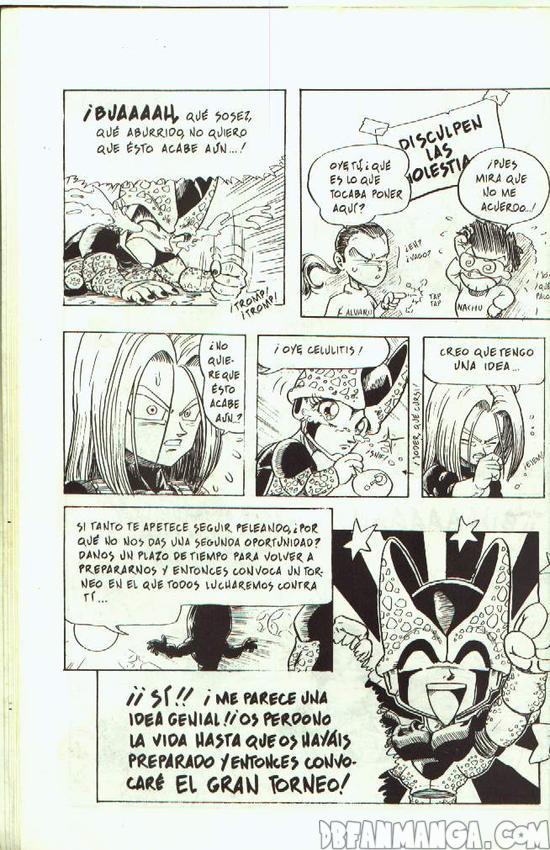 ¡BUAAAAH, QUÉ SOSEZ,
QUÉ ABURRIDO, NO QUIERO
QUE ÉSTO ACABE AÚN...!
¡TROMP!
¡TROMP!
DISCULPEN
LAS
MOLESTIA
OYE TÚ, ¿QUÉ
ES LO QUE
TOCABA PONER
AQUÍ?
¡PUES
MIRA QUE
NO ME
ACUERDO...!
¿EH?
¡VAGO?
TAP
TAP
ALVARO
NACHO
¿NO
QUIE-
RE QUE
ÉSTO
ACABE
AÚN..?
¡OYE CELULITIS!
SNIF
¡JODER, QUÉ CURSI!
CREO QUE TENGO
UNA IDEA...
¡EJEM!
SI TANTO TE APETECE SEGUIR PELEANDO, ¿POR
QUÉ NO NOS DAS UNA SEGUNDA OPORTUNIDAD?
DANOS UN PLAZO DE TIEMPO PARA VOLVER A
PREPARARNOS Y ENTONCES CONVOCA UN TOR-
NEO EN EL QUE TODOS LUCHAREMOS CONTRA
TÍ...
¡¡SÍ!! ¡ME PARECE UNA
IDEA GENIAL!¡OS PERDONO
LA VIDA HASTA QUE OS HAYÁIS
PREPARADO Y ENTONCES CONVO-
CARÉ EL GRAN TORNEO!
DBFANMANGA.COM